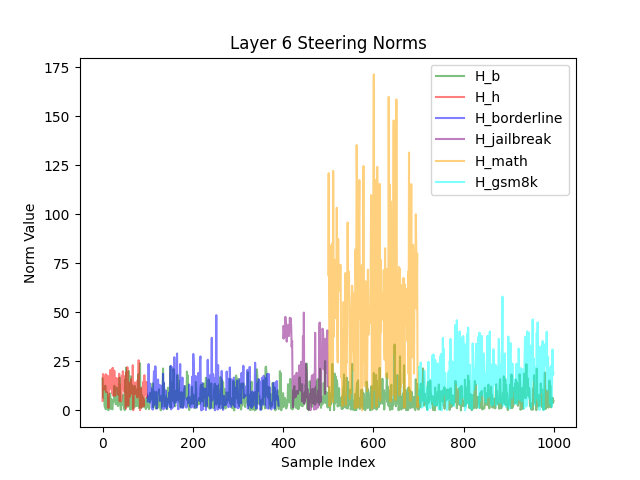 Layer 6 Steering Norms
175
150
125
100
75
50
25
0
Norm Value
0
200
400
600
800
1000
Sample Index
H_b
H_h
H_borderline
H_jailbreak
H_math
H_gsm8k